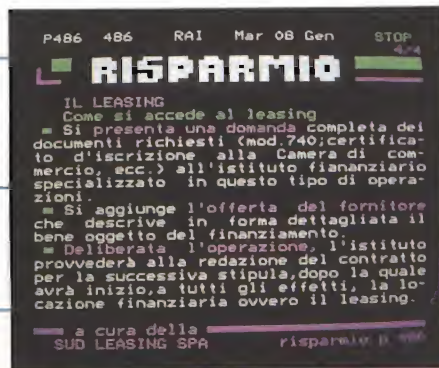 P486 486 RAI Mar 08 Gen STOP
4/4
RISPARMIO
IL LEASING
Come si accede al leasing
Si presenta una domanda completa dei
documenti richiesti (mod.740;certifica-
to d'iscrizione alla Camera di com-
mercio, ecc.) all'istituto fiananziario
specializzato in questo tipo di opera-
zioni.
Si aggiunge l'offerta del fornitore
che descrive in forma dettagliata il
bene oggetto del finanziamento.
Deliberata l'operazione, l'istituto
provvederà alla redazione del contratto
per la successiva stipula,dopo la quale
avrà inizio,a tutti gli effetti, la lo-
cazione finanziaria ovvero il leasing.
a cura della
SUD LEASING SPA risparmio p